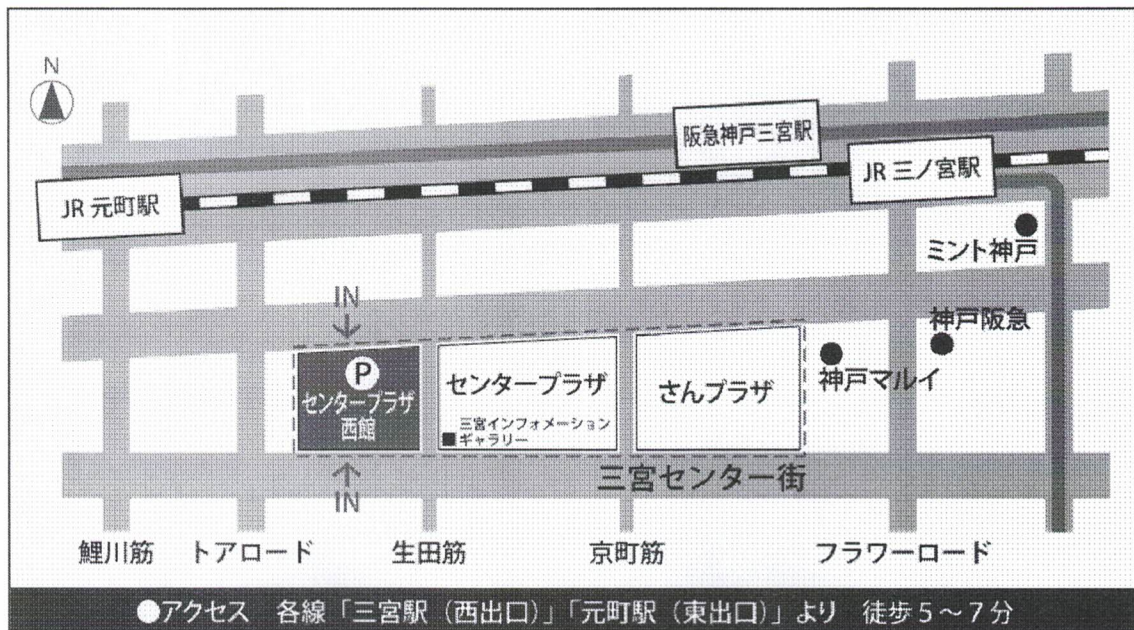 N
阪急神戸三宮駅
JR 三ノ宮駅
JR 元町駅
ミント神戸
IN
神戸阪急
P
センタープラザ
西館
センタープラザ
三宮インフォメーション
ギャラリー
さんプラザ
神戸マルイ
三宮センター街
IN
鯉川筋
トアロード
生田筋
京町筋
フラワーロード
●アクセス 各線「三宮駅(西出口)」「元町駅(東出口)」より 徒歩5~7分